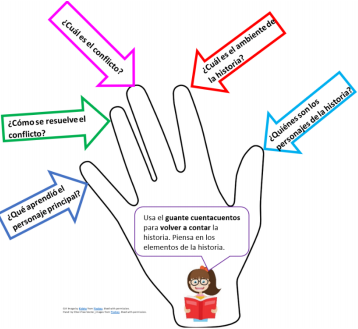 ¿Cuál es el conflicto?
¿Cuál es el ambiente de
la historia?
¿Cómo se resuelve el
conflicto?
¿Quiénes son los
personajes de la historia?
¿Qué aprendió el
personaje principal?
Usa el guante cuentacuentos
para volver a contar la
historia. Piensa en los
elementos de la historia.